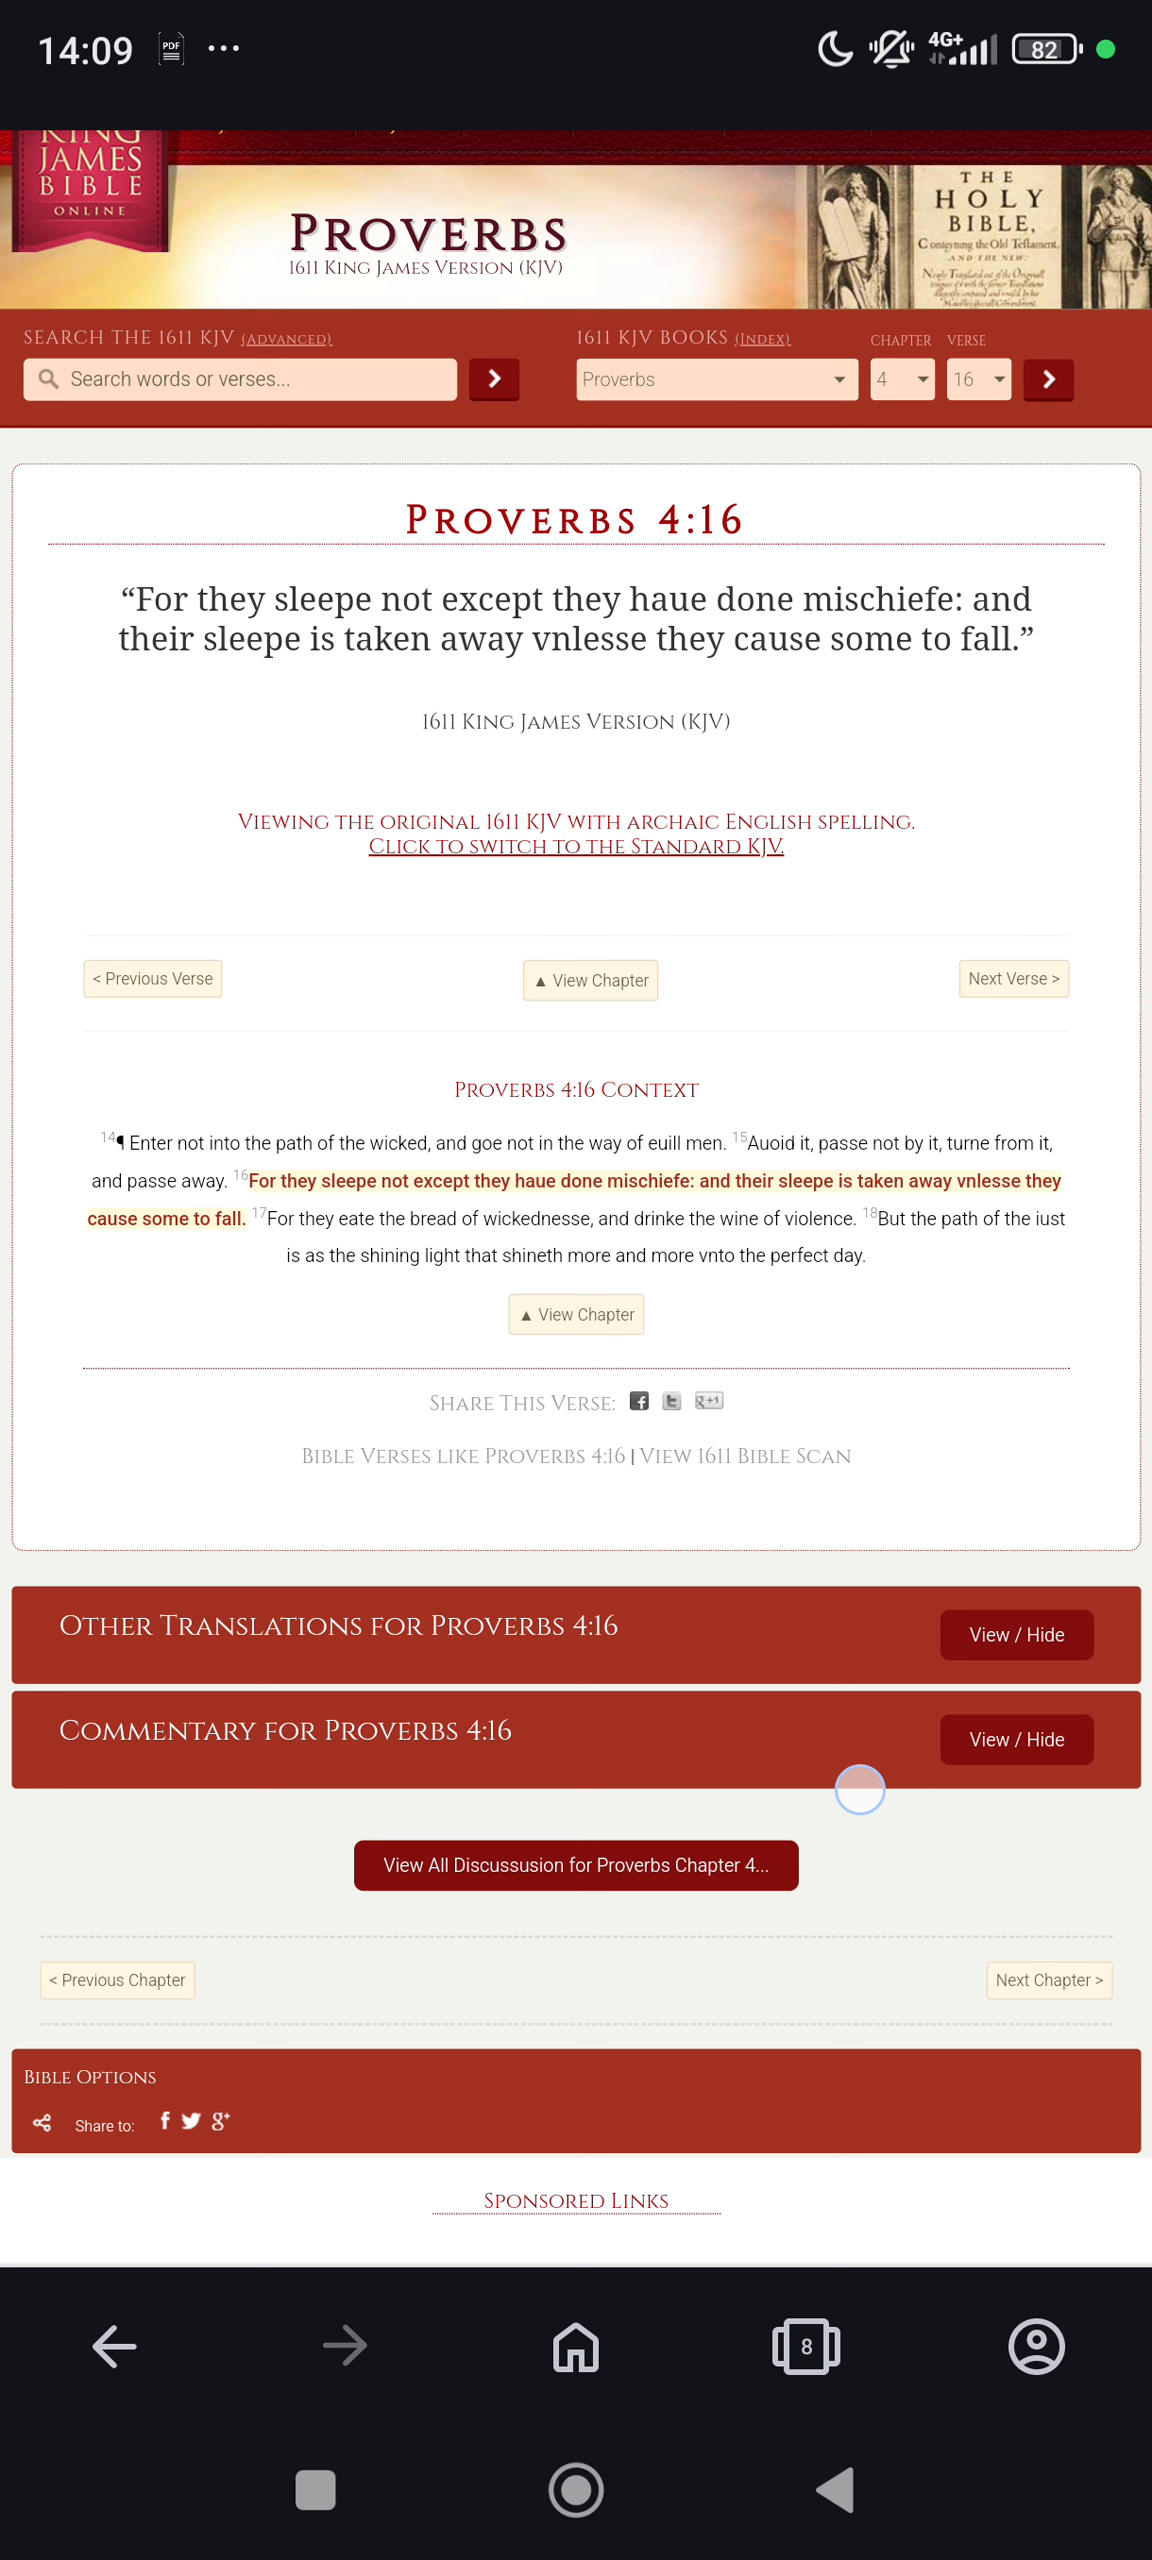 14:09 PDF ... 4G+ 82
KING
JAMES
BIBLE
ONLINE
PROVERBS
1611 KING JAMES VERSION (KJV)
THE
HOLY
BIBLE,
Conteyning the Old Testament,
AND THE NEW:
SEARCH THE 1611 KJV (ADVANCED)
Search words or verses...
1611 KJV BOOKS (INDEX) CHAPTER VERSE
Proverbs 4 16
PROVERBS 4:16
“For they sleepe not except they haue done mischiefe: and
their sleepe is taken away vnlesse they cause some to fall.”
1611 KING JAMES VERSION (KJV)
VIEWING THE ORIGINAL 1611 KJV WITH ARCHAIC ENGLISH SPELLING.
CLICK TO SWITCH TO THE STANDARD KJV.
< Previous Verse ▲ View Chapter Next Verse >
PROVERBS 4:16 CONTEXT
14¶ Enter not into the path of the wicked, and goe not in the way of euill men. 15Auoid it, passe not by it, turne from it,
and passe away. 16For they sleepe not except they haue done mischiefe: and their sleepe is taken away vnlesse they
cause some to fall. 17For they eate the bread of wickednesse, and drinke the wine of violence. 18But the path of the iust
is as the shining light that shineth more and more vnto the perfect day.
▲ View Chapter
SHARE THIS VERSE: f t g+1
BIBLE VERSES LIKE PROVERBS 4:16 | VIEW 1611 BIBLE SCAN
OTHER TRANSLATIONS FOR PROVERBS 4:16 View / Hide
COMMENTARY FOR PROVERBS 4:16 View / Hide
View All Discussusion for Proverbs Chapter 4...
< Previous Chapter Next Chapter >
BIBLE OPTIONS
Share to: f g+
SPONSORED LINKS
8